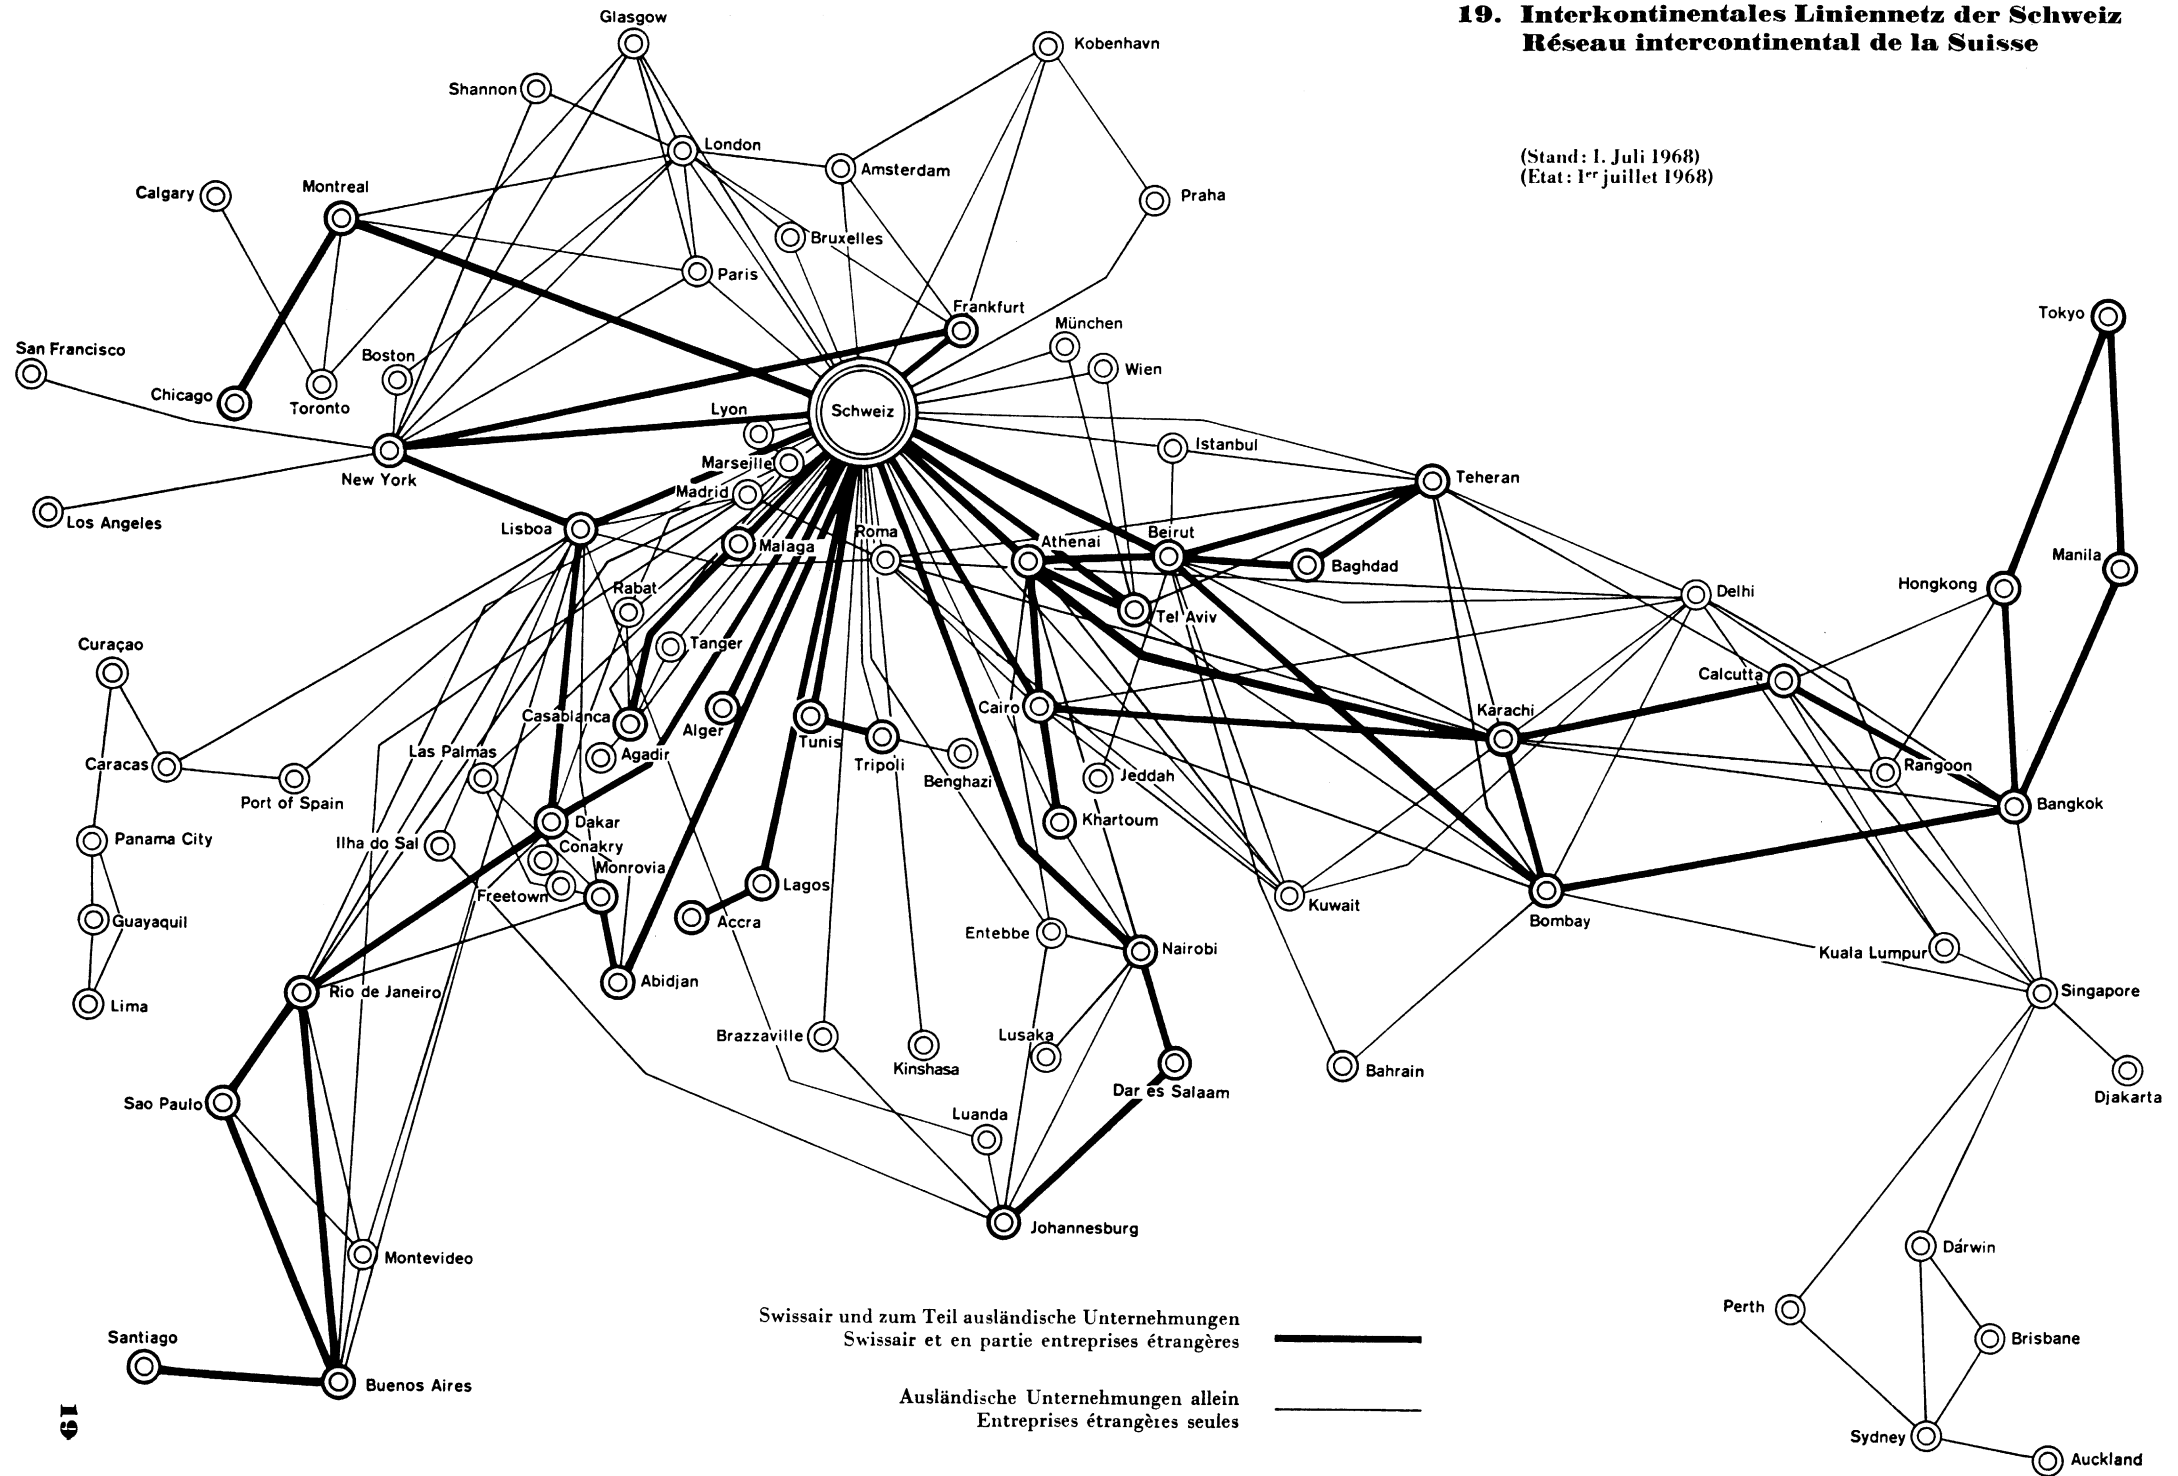 19. Interkontinentales Liniennetz der Schweiz
Réseau intercontinental de la Suisse
(Stand: 1. Juli 1968)
(Etat: 1er juillet 1968)
Glasgow
Kobenhavn
Shannon
London
Amsterdam
Calgary
Montreal
Praha
Bruxelles
Paris
Frankfurt
München
Tokyo
San Francisco
Boston
Wien
Chicago
Toronto
Lyon
Schweiz
Istanbul
Marseille
New York
Madrid
Teheran
Los Angeles
Lisboa
Malaga
Roma
Athenai
Beirut
Baghdad
Manila
Hongkong
Rabat
Delhi
Tel Aviv
Curaçao
Tanger
Calcutta
Casablanca
Alger
Tunis
Cairo
Karachi
Las Palmas
Agadir
Tripoli
Benghazi
Caracas
Jeddah
Rangoon
Port of Spain
Bangkok
Dakar
Khartoum
Panama City
Ilha do Sal
Conakry
Monrovia
Freetown
Lagos
Kuwait
Guayaquil
Accra
Bombay
Entebbe
Nairobi
Kuala Lumpur
Lima
Rio de Janeiro
Abidjan
Singapore
Brazzaville
Lusaka
Kinshasa
Bahrain
Sao Paulo
Dar es Salaam
Djakarta
Luanda
Johannesburg
Montevideo
Dárwin
Perth
Brisbane
Santiago
Buenos Aires
Sydney
Auckland
Swissair und zum Teil ausländische Unternehmungen
Swissair et en partie entreprises étrangères
Ausländische Unternehmungen allein
Entreprises étrangères seules
19